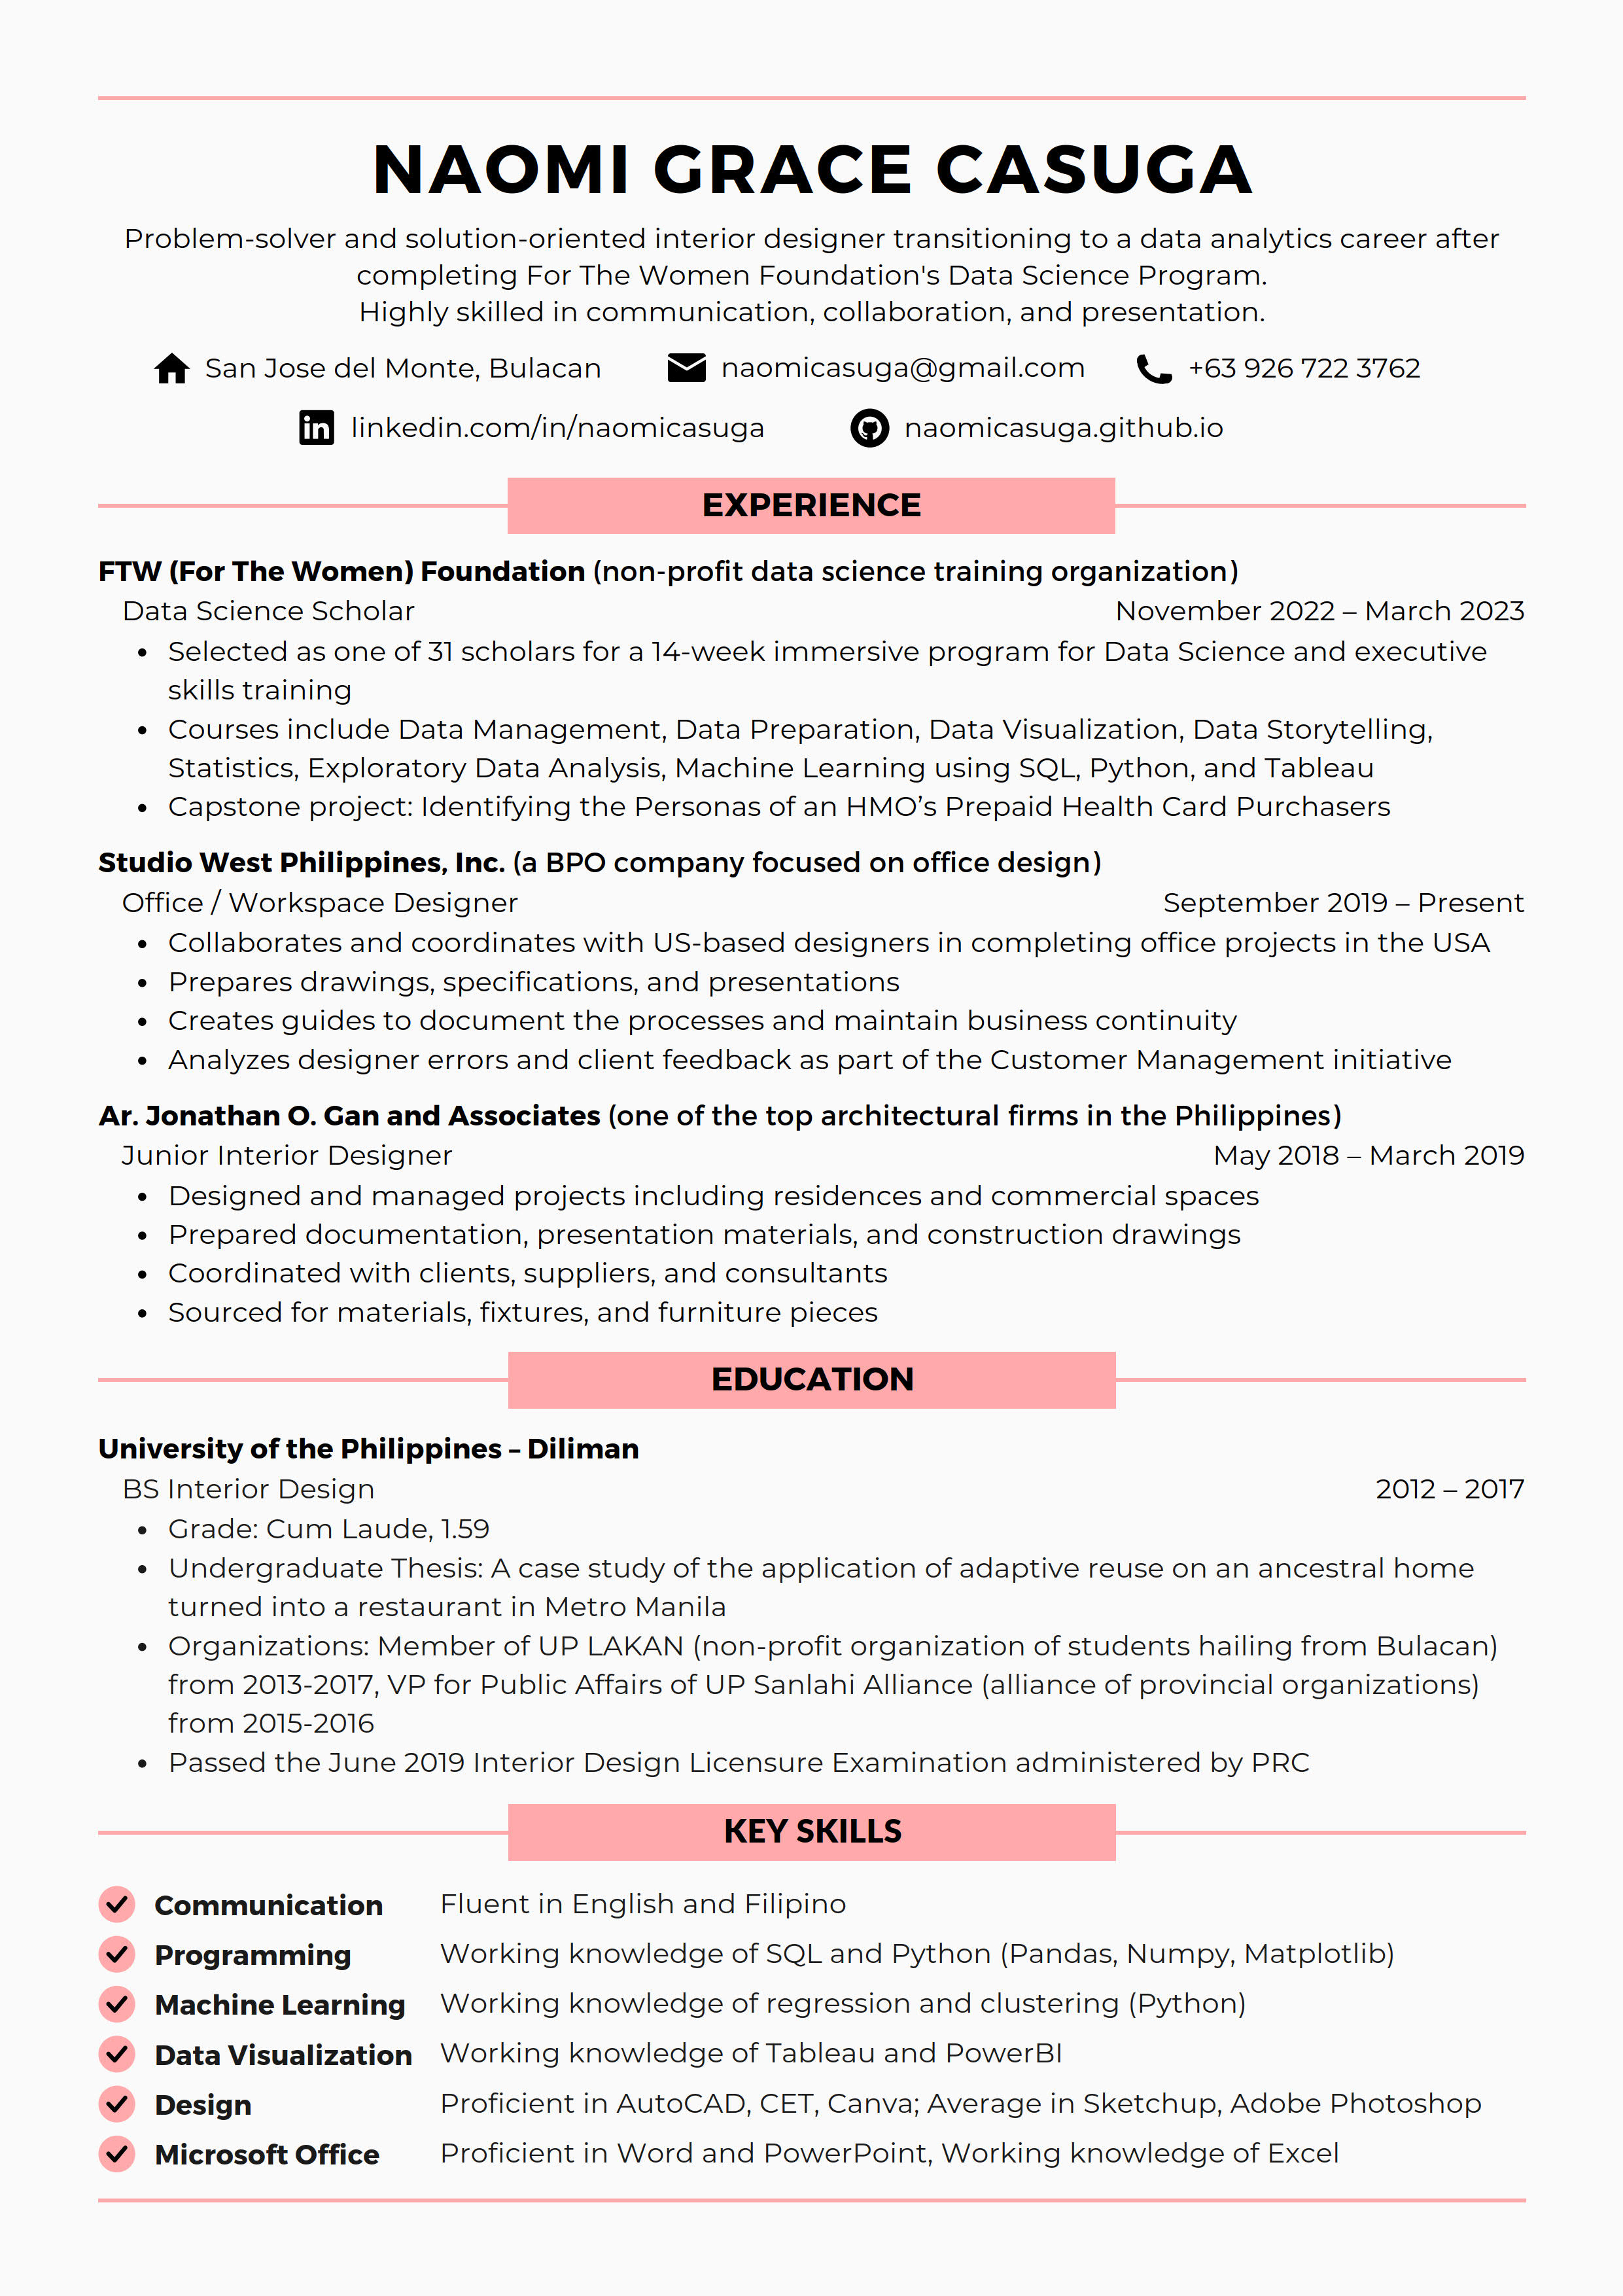 NAOMI GRACE CASUGA
Problem-solver and solution-oriented interior designer transitioning to a data analytics career after
completing For The Women Foundation's Data Science Program.
Highly skilled in communication, collaboration, and presentation.
San Jose del Monte, Bulacan naomicasuga@gmail.com +63 926 722 3762
linkedin.com/in/naomicasuga naomicasuga.github.io
EXPERIENCE
FTW (For The Women) Foundation (non-profit data science training organization)
Data Science Scholar November 2022 – March 2023
• Selected as one of 31 scholars for a 14-week immersive program for Data Science and executive
skills training
• Courses include Data Management, Data Preparation, Data Visualization, Data Storytelling,
Statistics, Exploratory Data Analysis, Machine Learning using SQL, Python, and Tableau
• Capstone project: Identifying the Personas of an HMO’s Prepaid Health Card Purchasers
Studio West Philippines, Inc. (a BPO company focused on office design)
Office / Workspace Designer September 2019 – Present
• Collaborates and coordinates with US-based designers in completing office projects in the USA
• Prepares drawings, specifications, and presentations
• Creates guides to document the processes and maintain business continuity
• Analyzes designer errors and client feedback as part of the Customer Management initiative
Ar. Jonathan O. Gan and Associates (one of the top architectural firms in the Philippines)
Junior Interior Designer May 2018 – March 2019
• Designed and managed projects including residences and commercial spaces
• Prepared documentation, presentation materials, and construction drawings
• Coordinated with clients, suppliers, and consultants
• Sourced for materials, fixtures, and furniture pieces
EDUCATION
University of the Philippines – Diliman
BS Interior Design 2012 – 2017
• Grade: Cum Laude, 1.59
• Undergraduate Thesis: A case study of the application of adaptive reuse on an ancestral home
turned into a restaurant in Metro Manila
• Organizations: Member of UP LAKAN (non-profit organization of students hailing from Bulacan)
from 2013-2017, VP for Public Affairs of UP Sanlahi Alliance (alliance of provincial organizations)
from 2015-2016
• Passed the June 2019 Interior Design Licensure Examination administered by PRC
KEY SKILLS
Communication Fluent in English and Filipino
Programming Working knowledge of SQL and Python (Pandas, Numpy, Matplotlib)
Machine Learning Working knowledge of regression and clustering (Python)
Data Visualization Working knowledge of Tableau and PowerBI
Design Proficient in AutoCAD, CET, Canva; Average in Sketchup, Adobe Photoshop
Microsoft Office Proficient in Word and PowerPoint, Working knowledge of Excel